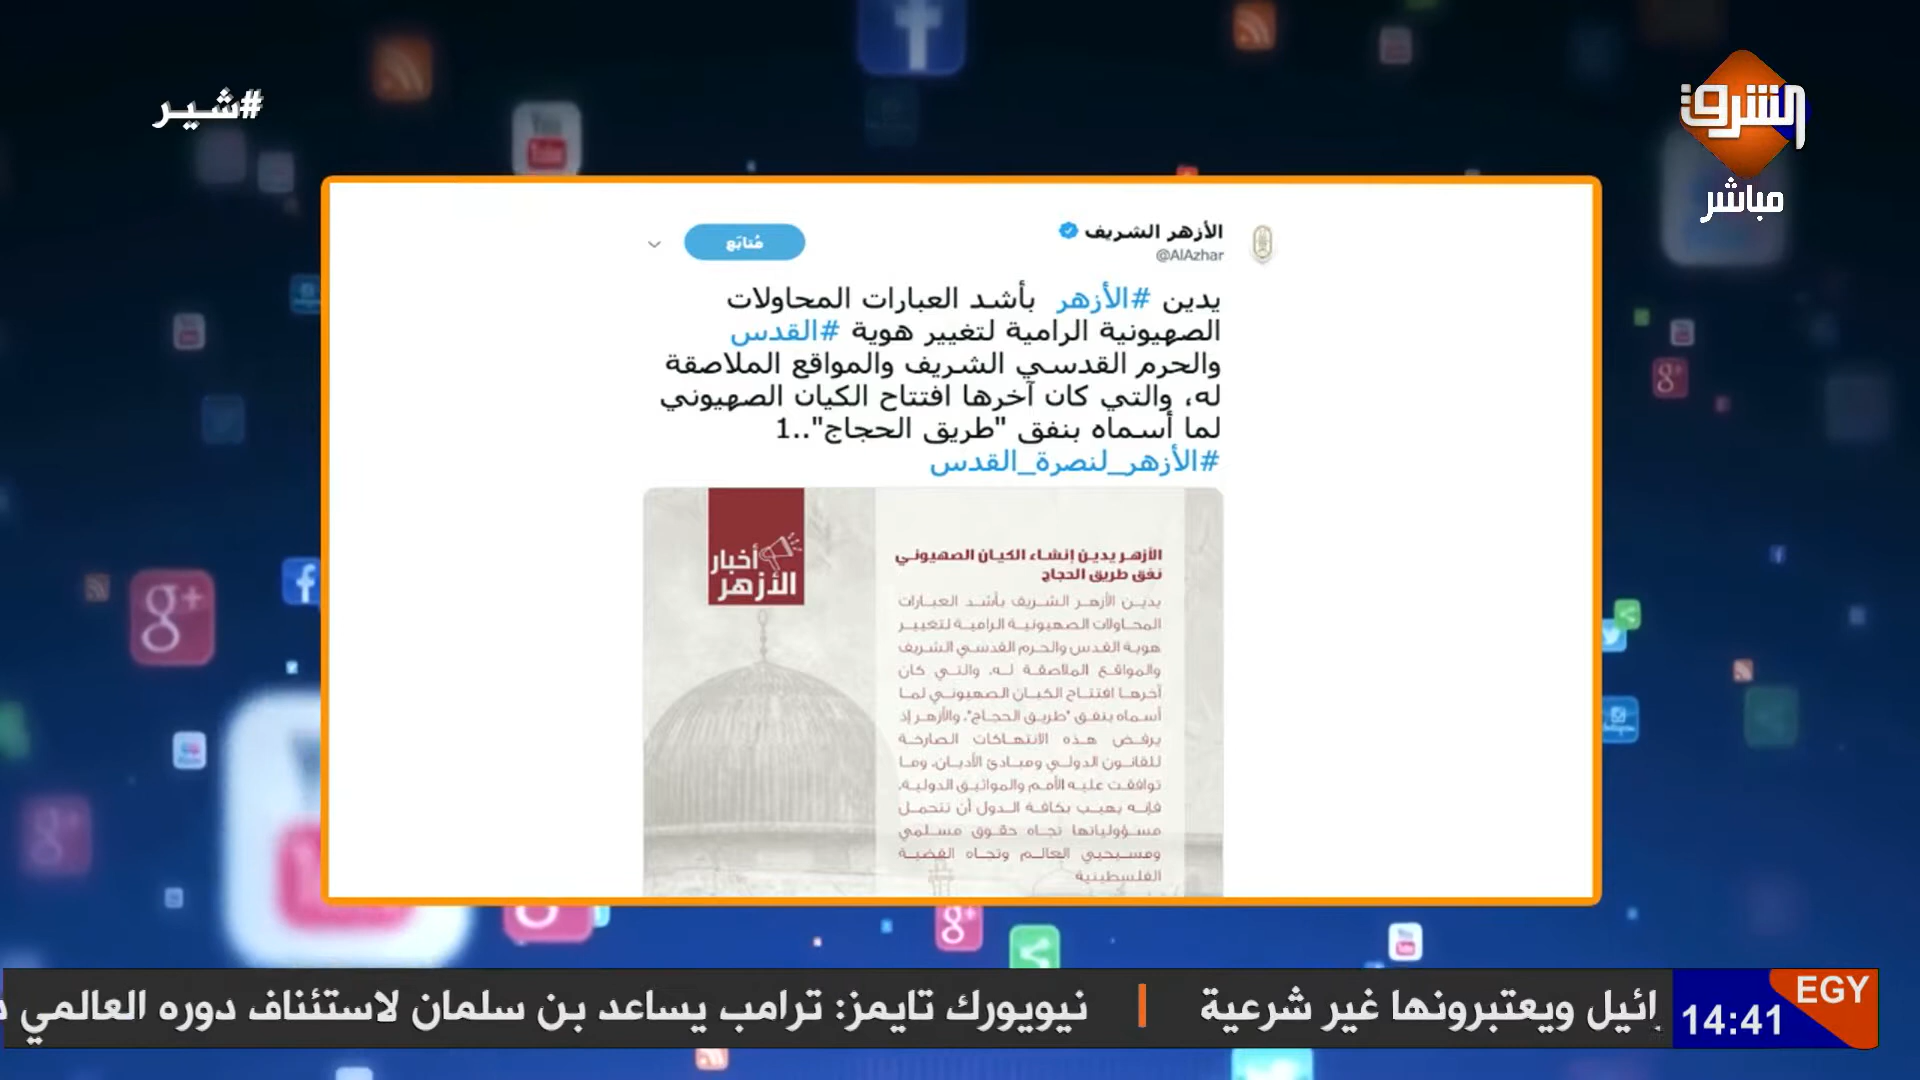 #شير
الشرق
مباشر
الأزهر الشريف
@AlAzhar
مُتابَع
يدين #الأزهر بأشد العبارات المحاولات
الصهيونية الرامية لتغيير هوية #القدس
والحرم القدسي الشريف والمواقع الملاصقة
له، والتي كان آخرها افتتاح الكيان الصهيوني
لما أسماه بنفق "طريق الحجاج"..1
#الأزهر_لنصرة_القدس
أخبار
الأزهر
الأزهر يدين إنشاء الكيان الصهيوني
نفق طريق الحجاج
يدين الأزهر الشريف بأشد العبارات
المحاولات الصهيونية الرامية لتغيير
هوية القدس والحرم القدسي الشريف
والمواقع الملاصقة له، والتي كان
آخرها افتتاح الكيان الصهيوني لما
أسماه بنفق "طريق الحجاج"، والأزهر إذ
يرفض هذه الانتهاكات الصارخة
للقانون الدولي ومبادئ الأديان، وما
توافقت عليه الأمم والمواثيق الدولية،
فإنه يهيب بكافة الدول أن تتحمل
مسؤولياتها تجاه حقوق مسلمي
ومسيحيي العالم وتجاه القضية
الفلسطينية
EGY
14:41
إئيل ويعتبرونها غير شرعية | نيويورك تايمز: ترامب يساعد بن سلمان لاستئناف دوره العالمي